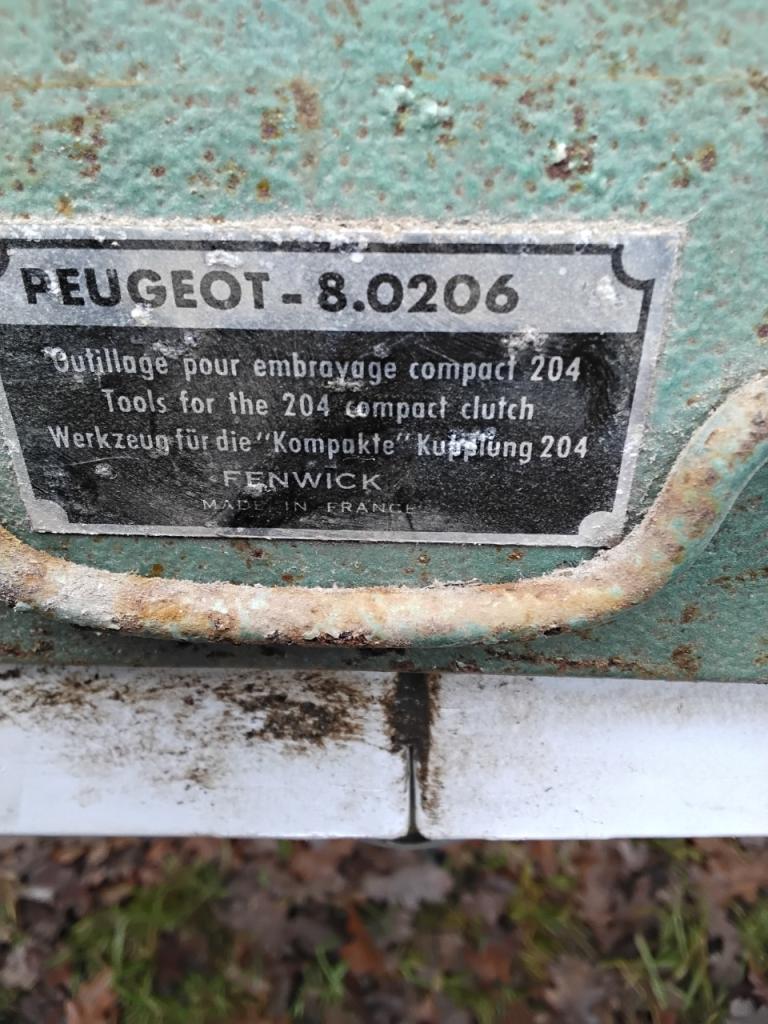 PEUGEOT - 8.0206
Outillage pour embrayage compact 204
Tools for the 204 compact clutch
Werkzeug für die "Kompakte" Kupplung 204
FENWICK
MADE IN FRANCE